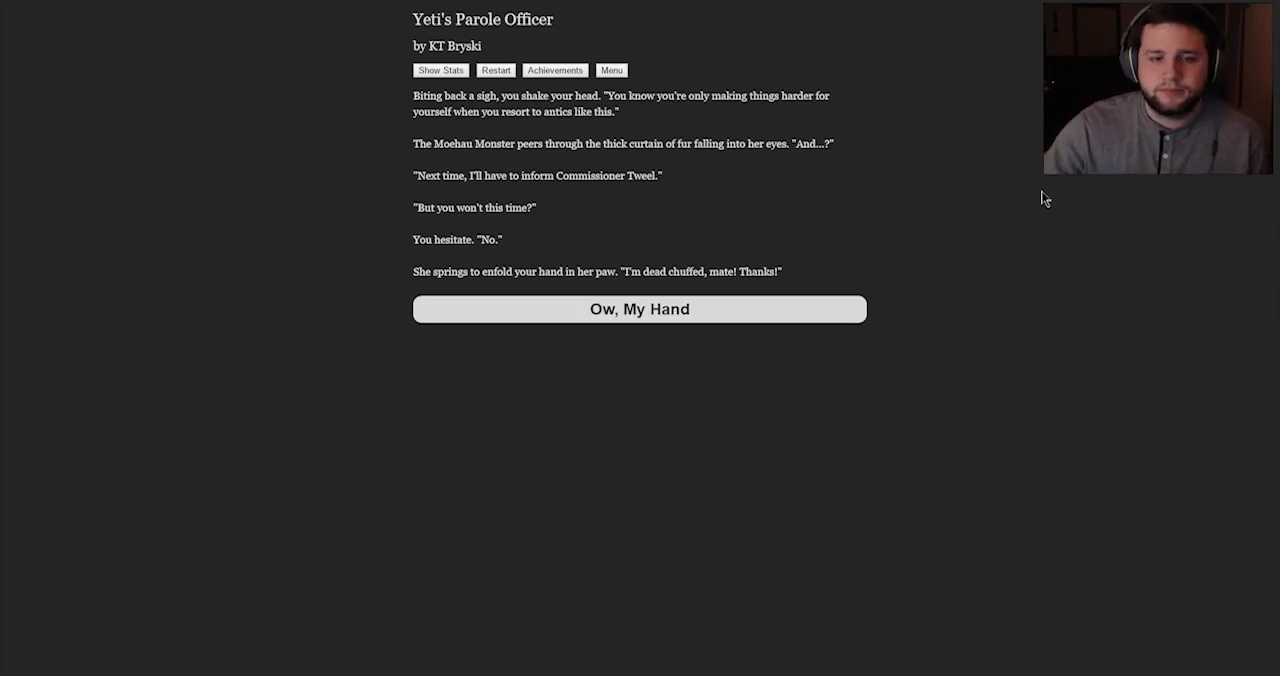 Yeti's Parole Officer
by KT Bryski
Show Stats Restart Achievements Menu
Biting back a sigh, you shake your head. "You know you're only making things harder for
yourself when you resort to antics like this."
The Moehau Monster peers through the thick curtain of fur falling into her eyes. "And...?"
"Next time, I'll have to inform Commissioner Tweel."
"But you won't this time?"
You hesitate. "No."
She springs to enfold your hand in her paw. "I'm dead chuffed, mate! Thanks!"
Ow, My Hand